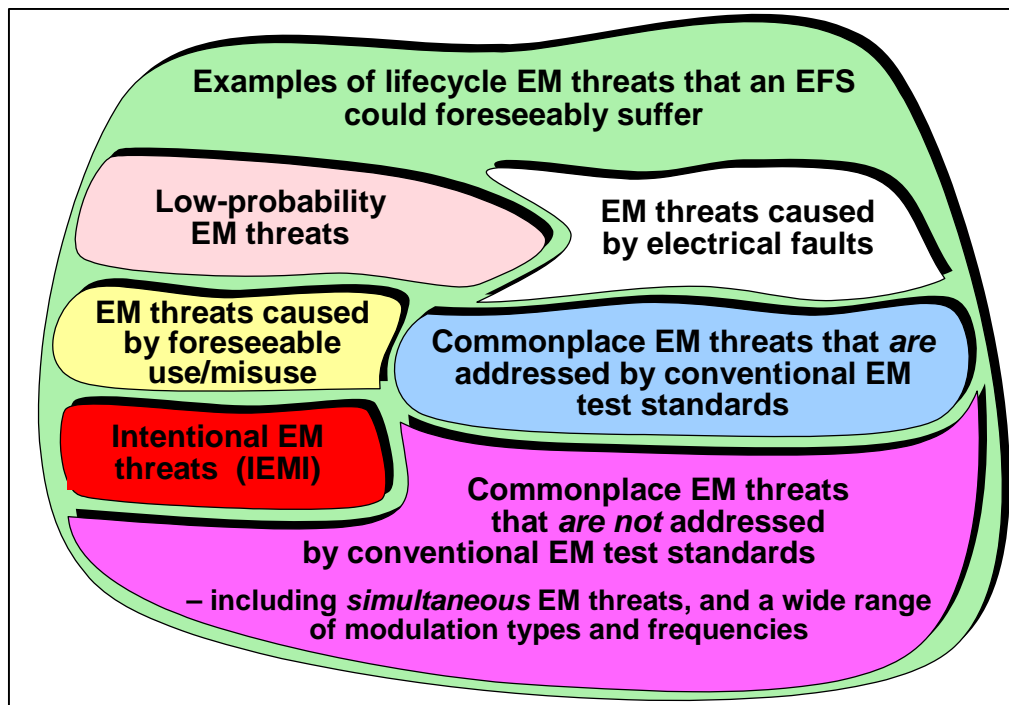 Examples of lifecycle EM threats that an EFS
could foreseeably suffer
Low-probability
EM threats
EM threats caused
by electrical faults
EM threats caused
by foreseeable
use/misuse
Commonplace EM threats that are
addressed by conventional EM
test standards
Intentional EM
threats (IEMI)
Commonplace EM threats
that are not addressed
by conventional EM test standards
– including simultaneous EM threats, and a wide range
of modulation types and frequencies